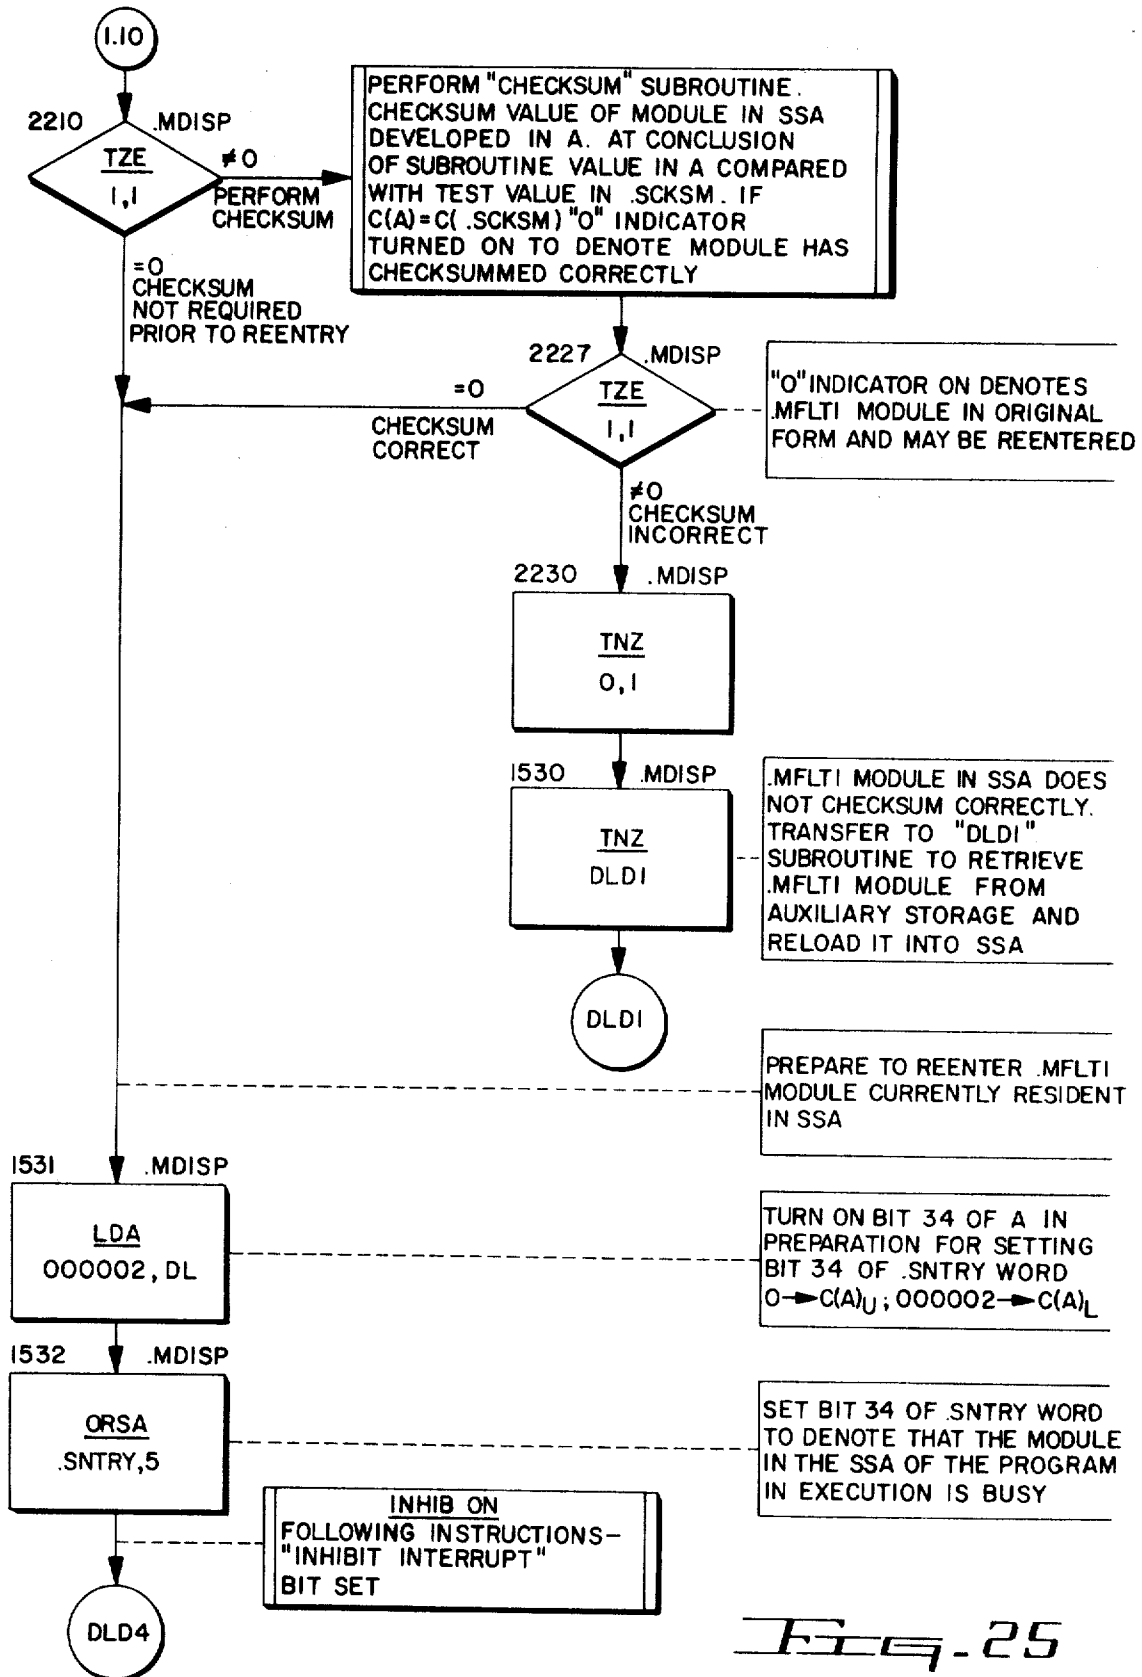 1.10
2210 .MDISP
TZE
1,1
≠0
PERFORM
CHECKSUM
=0
CHECKSUM
NOT REQUIRED
PRIOR TO REENTRY
PERFORM "CHECKSUM" SUBROUTINE.
CHECKSUM VALUE OF MODULE IN SSA
DEVELOPED IN A. AT CONCLUSION
OF SUBROUTINE VALUE IN A COMPARED
WITH TEST VALUE IN .SCKSM. IF
C(A)=C( .SCKSM) "O" INDICATOR
TURNED ON TO DENOTE MODULE HAS
CHECKSUMMED CORRECTLY
2227 .MDISP
TZE
1,1
=0
CHECKSUM
CORRECT
"O" INDICATOR ON DENOTES
.MFLTI MODULE IN ORIGINAL
FORM AND MAY BE REENTERED
≠0
CHECKSUM
INCORRECT
2230 .MDISP
TNZ
0,1
1530 .MDISP
TNZ
DLD1
.MFLTI MODULE IN SSA DOES
NOT CHECKSUM CORRECTLY.
TRANSFER TO "DLD1"
SUBROUTINE TO RETRIEVE
.MFLTI MODULE FROM
AUXILIARY STORAGE AND
RELOAD IT INTO SSA
DLD1
PREPARE TO REENTER .MFLTI
MODULE CURRENTLY RESIDENT
IN SSA
1531 .MDISP
LDA
000002, DL
TURN ON BIT 34 OF A IN
PREPARATION FOR SETTING
BIT 34 OF .SNTRY WORD
O→C(A)U; 000002→C(A)L
1532 .MDISP
ORSA
.SNTRY,5
SET BIT 34 OF .SNTRY WORD
TO DENOTE THAT THE MODULE
IN THE SSA OF THE PROGRAM
IN EXECUTION IS BUSY
INHIB ON
FOLLOWING INSTRUCTIONS–
"INHIBIT INTERRUPT"
BIT SET
DLD4
FIG-25